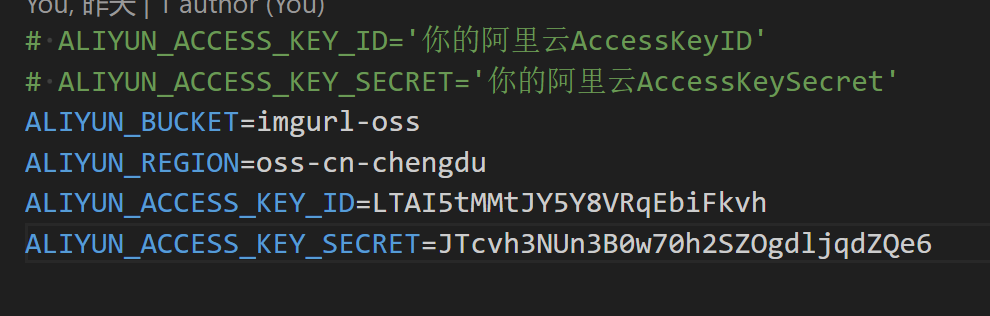 You, 昨天 | 1 author (You)
# ALIYUN_ACCESS_KEY_ID='你的阿里云AccessKeyID'
# ALIYUN_ACCESS_KEY_SECRET='你的阿里云AccessKeySecret'
ALIYUN_BUCKET=imgurl-oss
ALIYUN_REGION=oss-cn-chengdu
ALIYUN_ACCESS_KEY_ID=LTAI5tMMtJY5Y8VRqEbiFkvh
ALIYUN_ACCESS_KEY_SECRET=JTcvh3NUn3B0w70h2SZOgdljqdZQe6